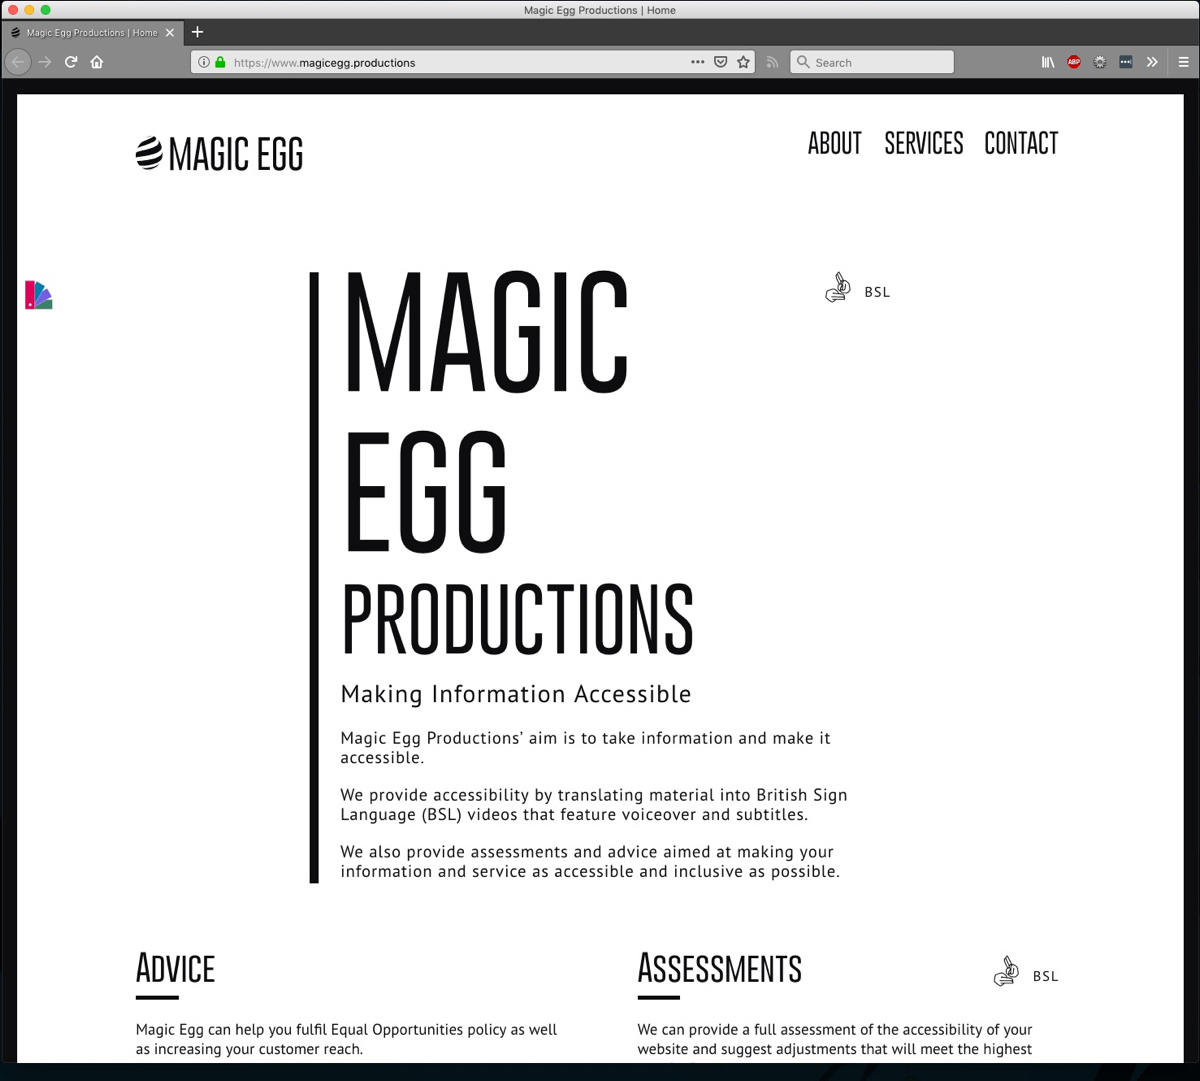 Magic Egg Productions | Home
Magic Egg Productions | Home
https://www.magicegg.productions
Search
ABP
MAGIC EGG
ABOUT SERVICES CONTACT
MAGIC
BSL
EGG
PRODUCTIONS
Making Information Accessible
Magic Egg Productions’ aim is to take information and make it
accessible.
We provide accessibility by translating material into British Sign
Language (BSL) videos that feature voiceover and subtitles.
We also provide assessments and advice aimed at making your
information and service as accessible and inclusive as possible.
ADVICE
Magic Egg can help you fulfil Equal Opportunities policy as well
as increasing your customer reach.
ASSESSMENTS
BSL
We can provide a full assessment of the accessibility of your
website and suggest adjustments that will meet the highest